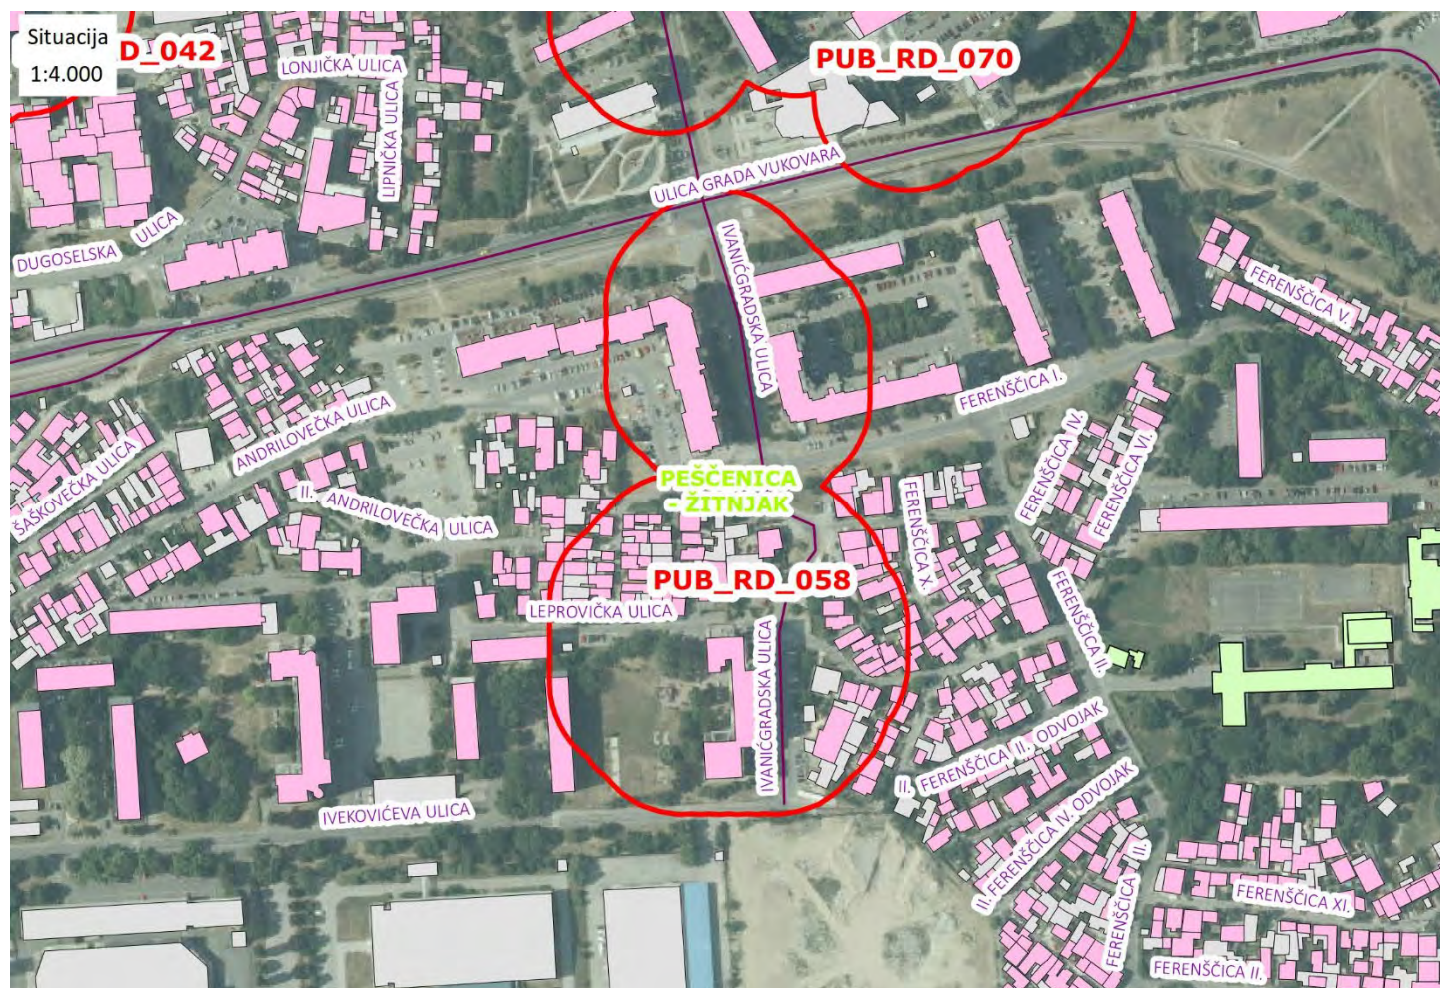 Situacija
1:4.000
D_042
PUB_RD_070
LONJIČKA ULICA
LIPNIČKA ULICA
ULICA GRADA VUKOVARA
DUGOSELSKA ULICA
IVANIĆGRADSKA ULICA
FERENŠČICA V.
FERENŠČICA I.
ANDRILOVEČKA ULICA
ŠAŠKOVEČKA ULICA
II. ANDRILOVEČKA ULICA
PEŠČENICA
- ŽITNJAK
FERENŠČICA IV.
FERENŠČICA VI.
FERENŠČICA X.
PUB_RD_058
LEPROVIČKA ULICA
FERENŠČICA II.
IVANIĆGRADSKA ULICA
II. FERENŠČICA II. ODVOJAK
IVEKOVIĆEVA ULICA
II. FERENŠČICA IV. ODVOJAK
FERENŠČICA II.
FERENŠČICA XI.
FERENŠČICA II.